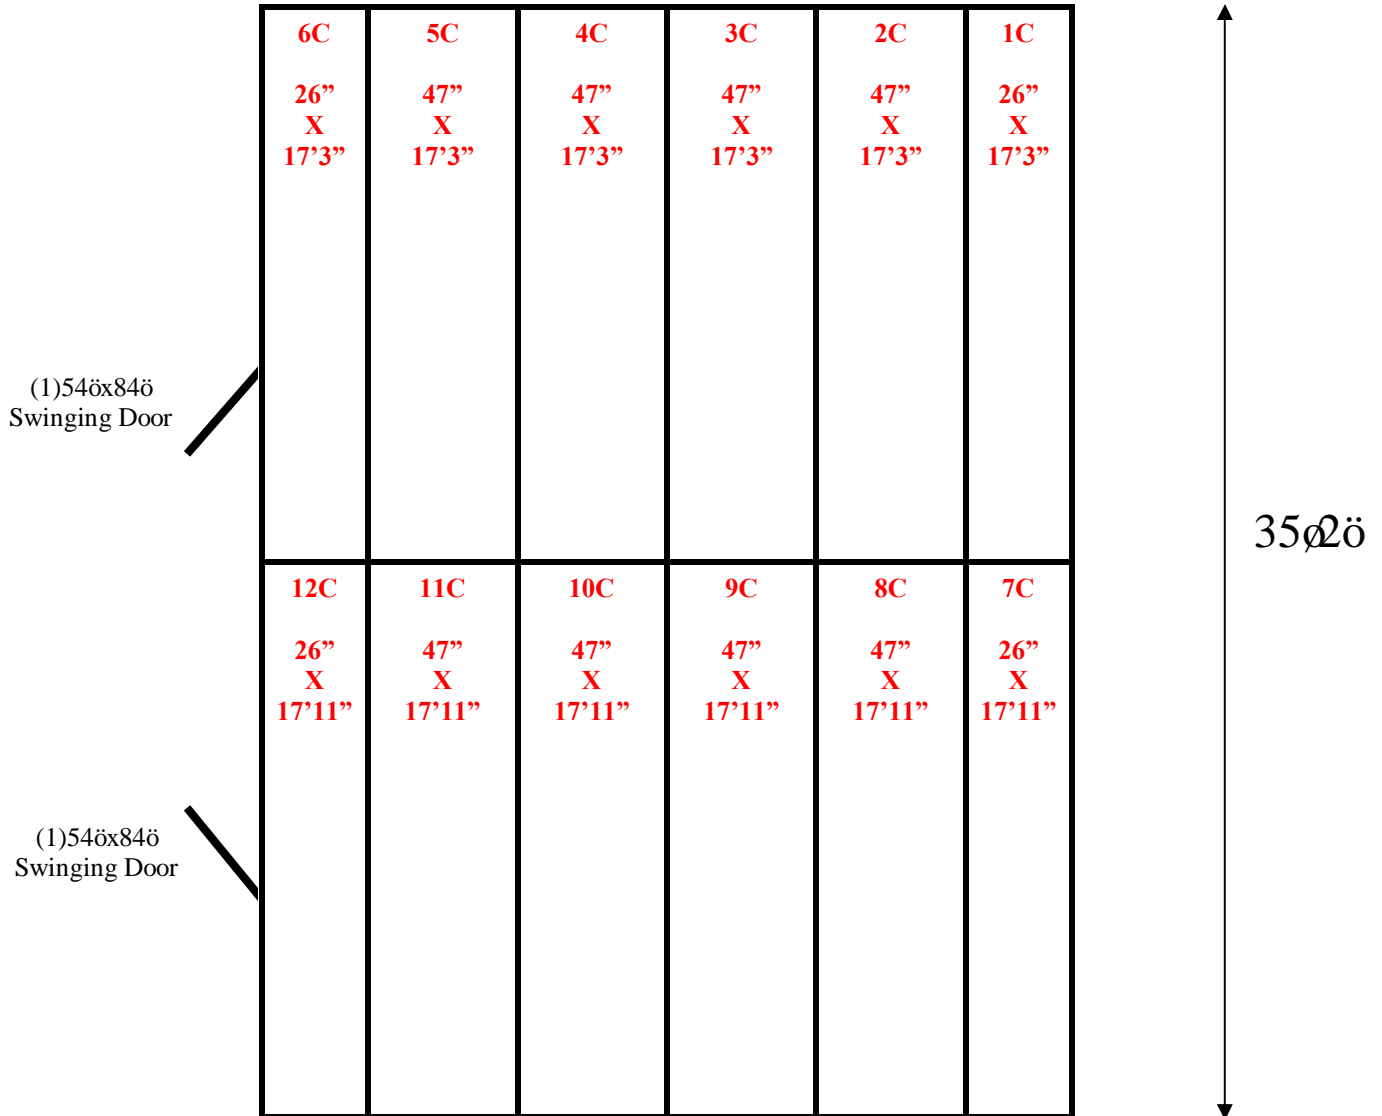 6C
26”
X
17’3”
5C
47”
X
17’3”
4C
47”
X
17’3”
3C
47”
X
17’3”
2C
47”
X
17’3”
1C
26”
X
17’3”
(1)54öx84ö
Swinging Door
35ø2ö
12C
26”
X
17’11”
11C
47”
X
17’11”
10C
47”
X
17’11”
9C
47”
X
17’11”
8C
47”
X
17’11”
7C
26”
X
17’11”
(1)54öx84ö
Swinging Door